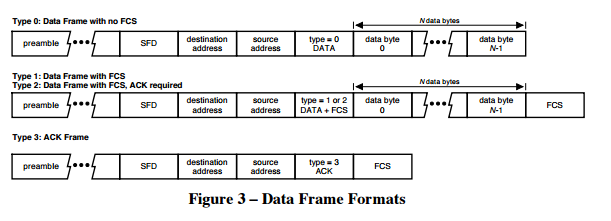 Type 0: Data Frame with no FCS
N data bytes
preamble SFD destination address source address type = 0 DATA data byte 0 data byte N-1
Type 1: Data Frame with FCS
Type 2: Data Frame with FCS, ACK required
N data bytes
preamble SFD destination address source address type = 1 or 2 DATA + FCS data byte 0 data byte N-1 FCS
Type 3: ACK Frame
preamble SFD destination address source address type = 3 ACK FCS
Figure 3 – Data Frame Formats